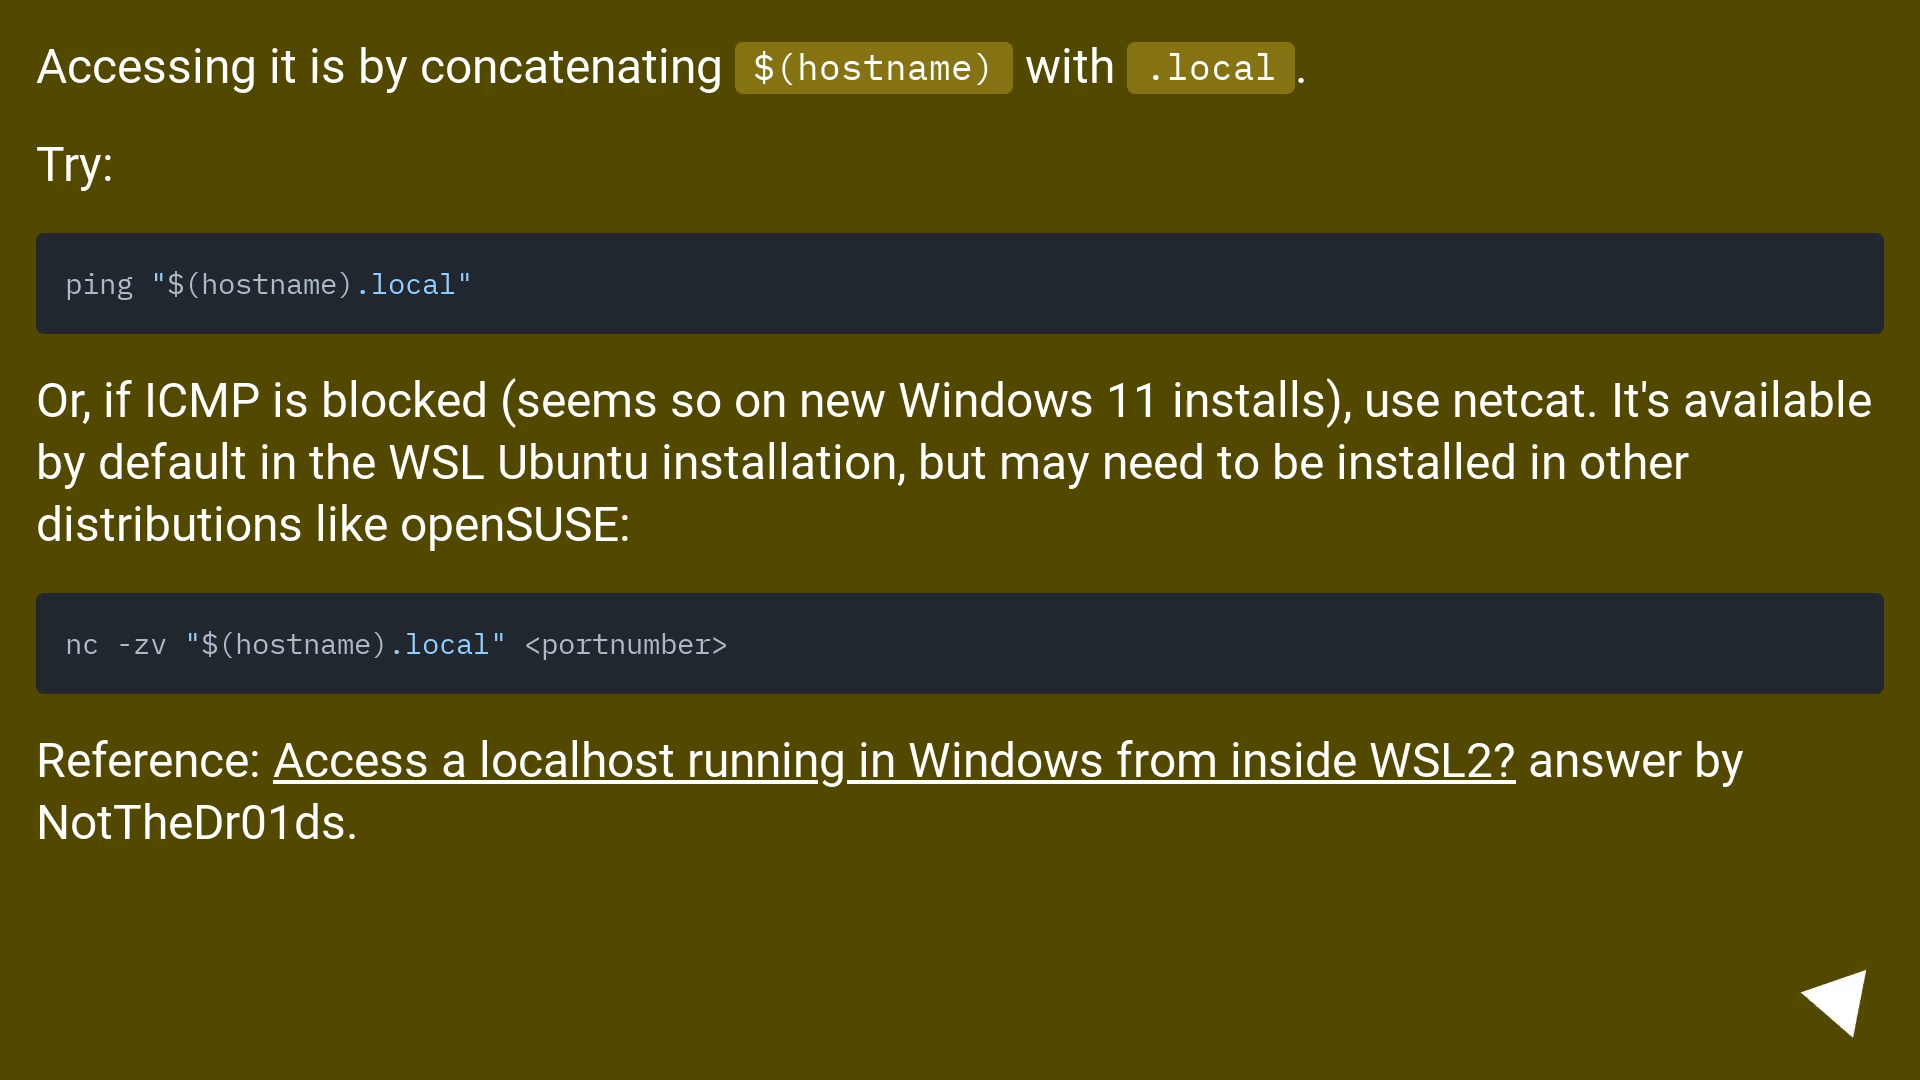 Accessing it is by concatenating $(hostname) with .local.
Try:
ping "$(hostname).local"
Or, if ICMP is blocked (seems so on new Windows 11 installs), use netcat. It's available
by default in the WSL Ubuntu installation, but may need to be installed in other
distributions like openSUSE:
nc -zv "$(hostname).local" <portnumber>
Reference: Access a localhost running in Windows from inside WSL2? answer by
NotTheDr01ds.